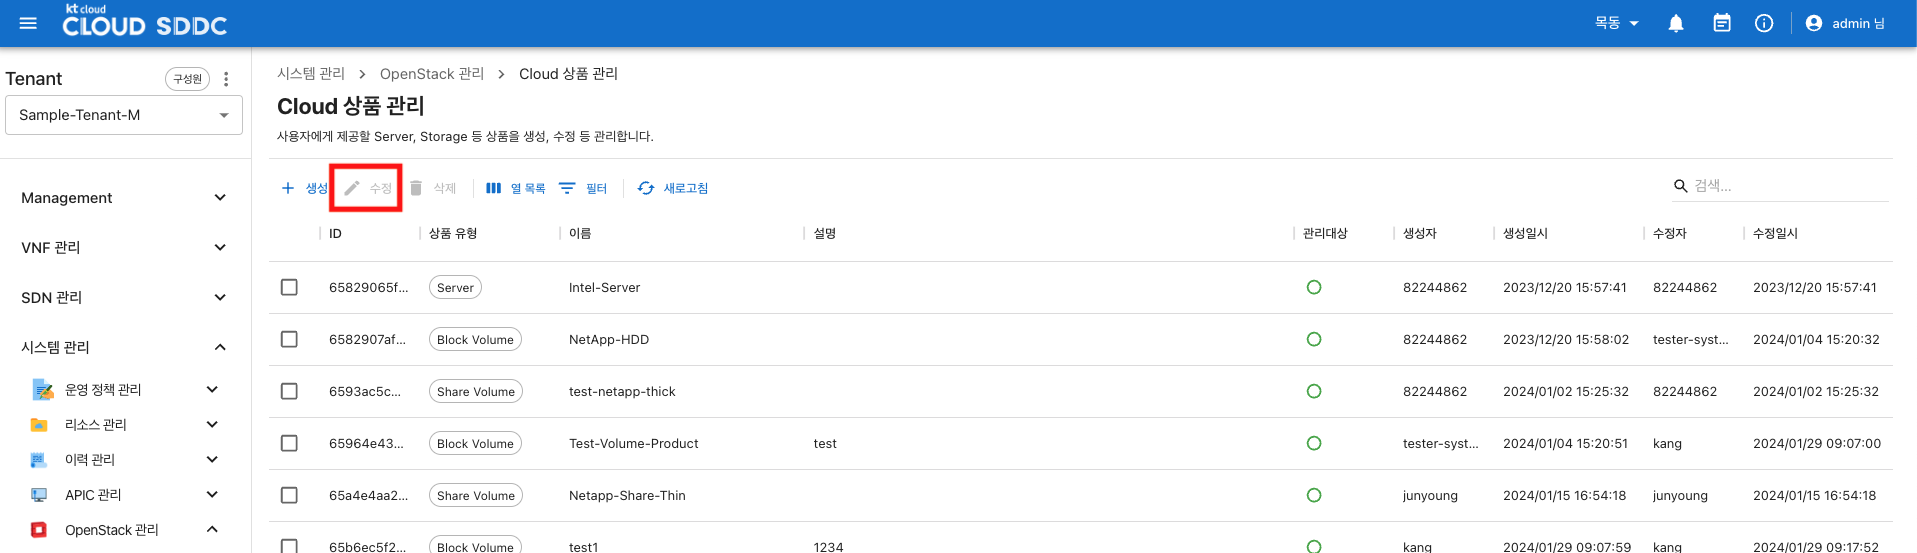 kt cloud
CLOUD SDDC
목동
admin 님
Tenant
구성원
Sample-Tenant-M
Management
VNF 관리
SDN 관리
시스템 관리
운영 정책 관리
리소스 관리
이력 관리
APIC 관리
OpenStack 관리
시스템 관리 > OpenStack 관리 > Cloud 상품 관리
Cloud 상품 관리
사용자에게 제공할 Server, Storage 등 상품을 생성, 수정 등 관리합니다.
생성 수정 삭제 열 목록 필터 새로고침 검색...
ID 상품 유형 이름 설명 관리대상 생성자 생성일시 수정자 수정일시
65829065f... Server Intel-Server 82244862 2023/12/20 15:57:41 82244862 2023/12/20 15:57:41
6582907af... Block Volume NetApp-HDD 82244862 2023/12/20 15:58:02 tester-syst... 2024/01/04 15:20:32
6593ac5c... Share Volume test-netapp-thick 82244862 2024/01/02 15:25:32 82244862 2024/01/02 15:25:32
65964e43... Block Volume Test-Volume-Product test tester-syst... 2024/01/04 15:20:51 kang 2024/01/29 09:07:00
65a4e4aa2... Share Volume Netapp-Share-Thin junyoung 2024/01/15 16:54:18 junyoung 2024/01/15 16:54:18
65b6ec5f2... Block Volume test1 1234 kang 2024/01/29 09:07:59 kang 2024/01/29 09:17:52